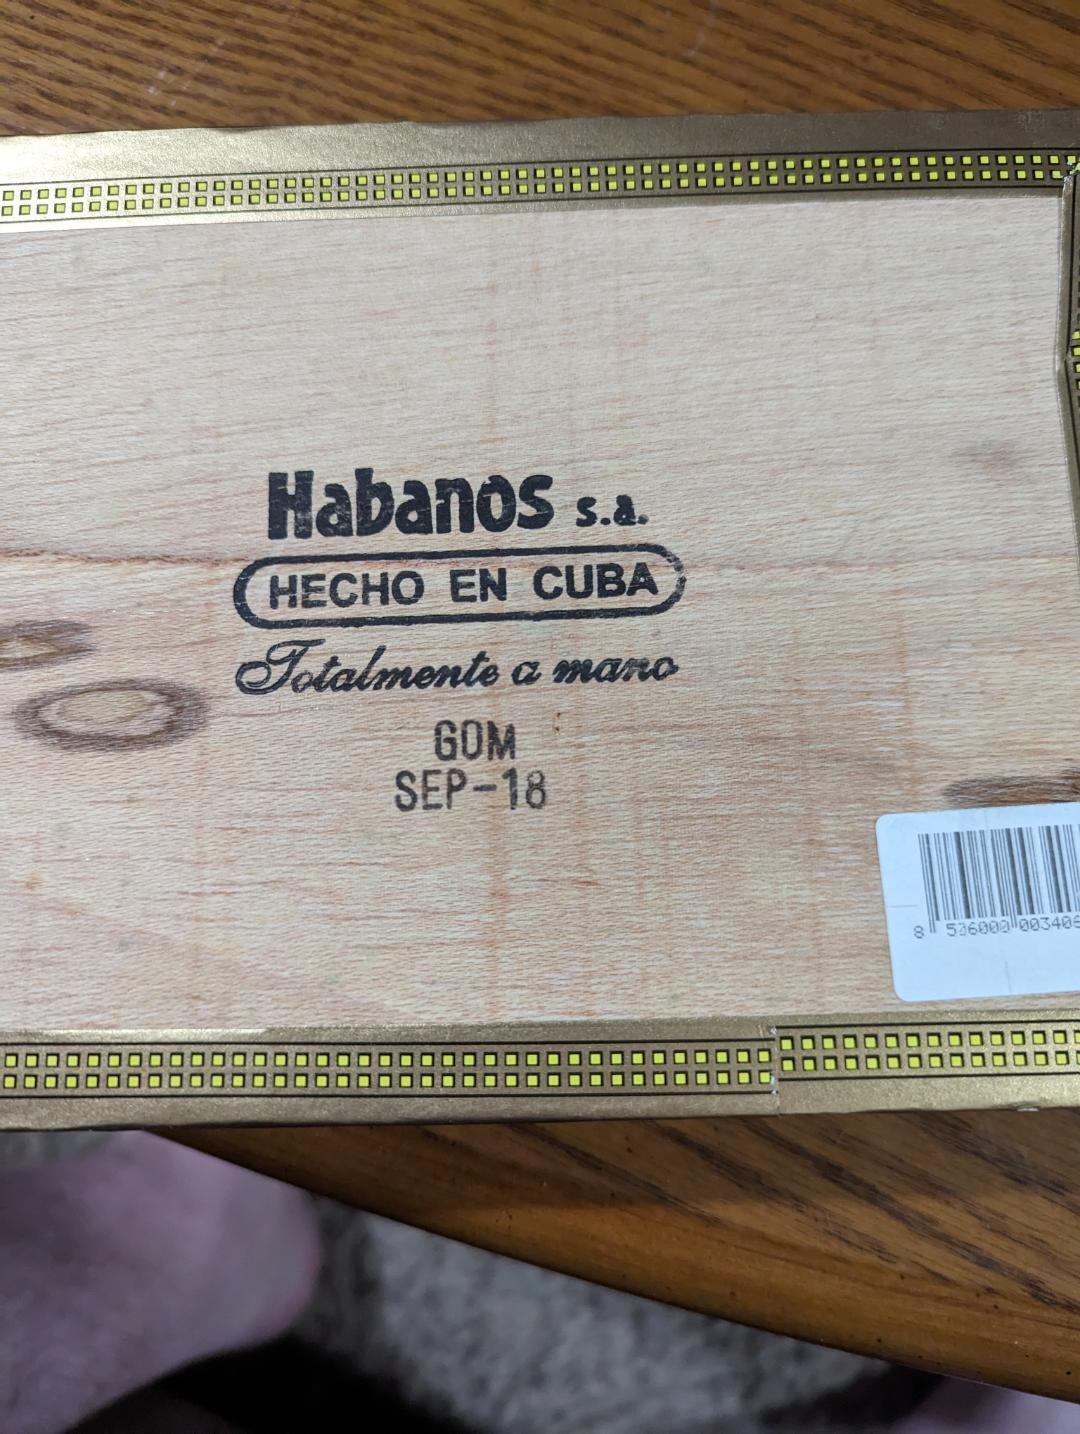 Habanos s.a.
HECHO EN CUBA
Totalmente a mano
GOM
SEP-18
8 536000 003406